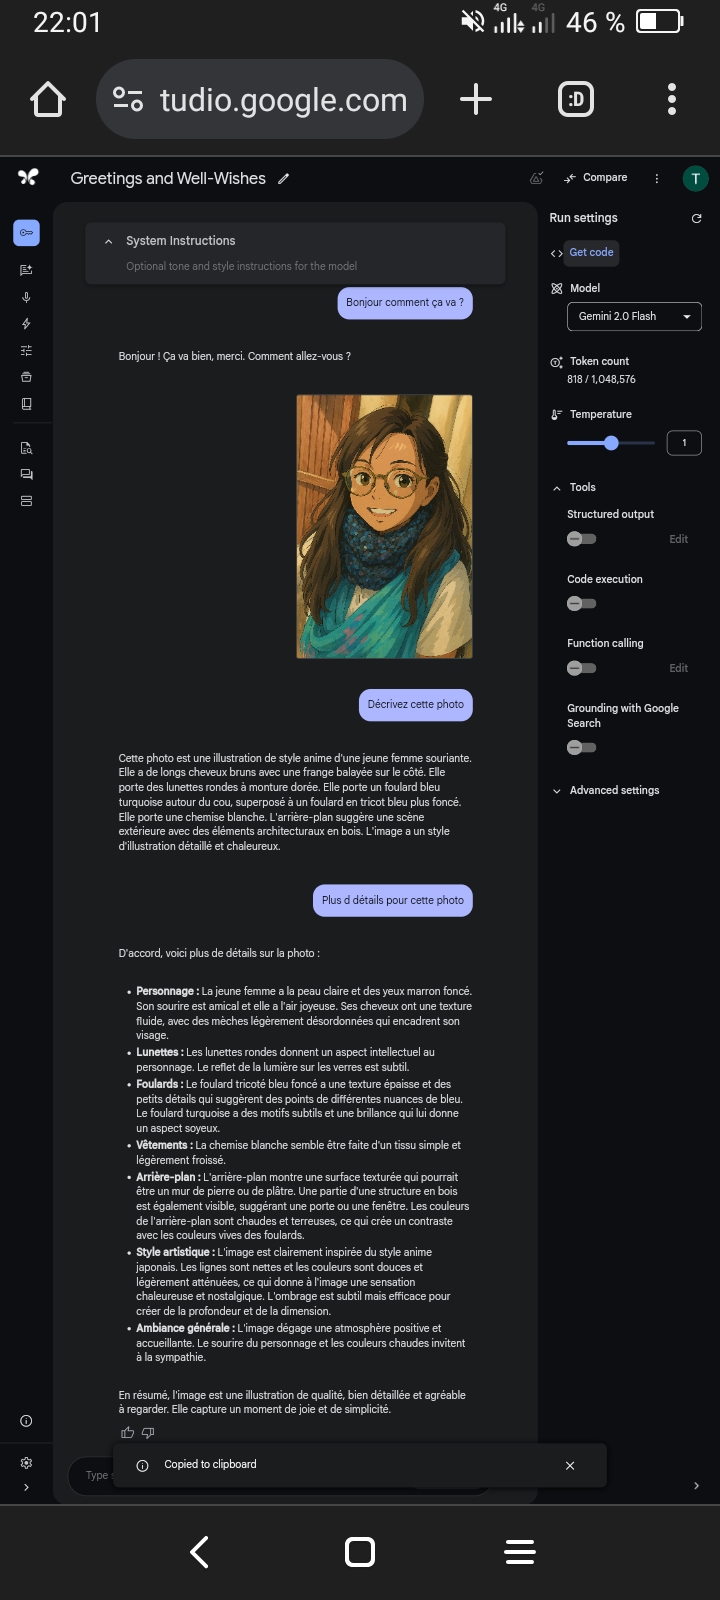 22:01
4G
4G
46 %
tudio.google.com
:D
Greetings and Well-Wishes
Compare
T
System Instructions
Optional tone and style instructions for the model
Bonjour comment ça va ?
Bonjour ! Ça va bien, merci. Comment allez-vous ?
Décrivez cette photo
Cette photo est une illustration de style anime d'une jeune femme souriante.
Elle a de longs cheveux bruns avec une frange balayée sur le côté. Elle
porte des lunettes rondes à monture dorée. Elle porte un foulard bleu
turquoise autour du cou, superposé à un foulard en tricot bleu plus foncé.
Elle porte une chemise blanche. L'arrière-plan suggère une scène
extérieure avec des éléments architecturaux en bois. L'image a un style
d'illustration détaillé et chaleureux.
Plus d détails pour cette photo
D'accord, voici plus de détails sur la photo :
• Personnage : La jeune femme a la peau claire et des yeux marron foncé.
Son sourire est amical et elle a l'air joyeuse. Ses cheveux ont une texture
fluide, avec des mèches légèrement désordonnées qui encadrent son
visage.
• Lunettes : Les lunettes rondes donnent un aspect intellectuel au
personnage. Le reflet de la lumière sur les verres est subtil.
• Foulards : Le foulard tricoté bleu foncé a une texture épaisse et des
petits détails qui suggèrent des points de différentes nuances de bleu.
Le foulard turquoise a des motifs subtils et une brillance qui lui donne
un aspect soyeux.
• Vêtements : La chemise blanche semble être faite d'un tissu simple et
légèrement froissé.
• Arrière-plan : L'arrière-plan montre une surface texturée qui pourrait
être un mur de pierre ou de plâtre. Une partie d'une structure en bois
est également visible, suggérant une porte ou une fenêtre. Les couleurs
de l'arrière-plan sont chaudes et terreuses, ce qui crée un contraste
avec les couleurs vives des foulards.
• Style artistique : L'image est clairement inspirée du style anime
japonais. Les lignes sont nettes et les couleurs sont douces et
légèrement atténuées, ce qui donne à l'image une sensation
chaleureuse et nostalgique. L'ombrage est subtil mais efficace pour
créer de la profondeur et de la dimension.
• Ambiance générale : L'image dégage une atmosphère positive et
accueillante. Le sourire du personnage et les couleurs chaudes invitent
à la sympathie.
En résumé, l'image est une illustration de qualité, bien détaillée et agréable
à regarder. Elle capture un moment de joie et de simplicité.
Type
Copied to clipboard
Run settings
Get code
Model
Gemini 2.0 Flash
Token count
818 / 1,048,576
Temperature
1
Tools
Structured output
Edit
Code execution
Function calling
Edit
Grounding with Google
Search
Advanced settings